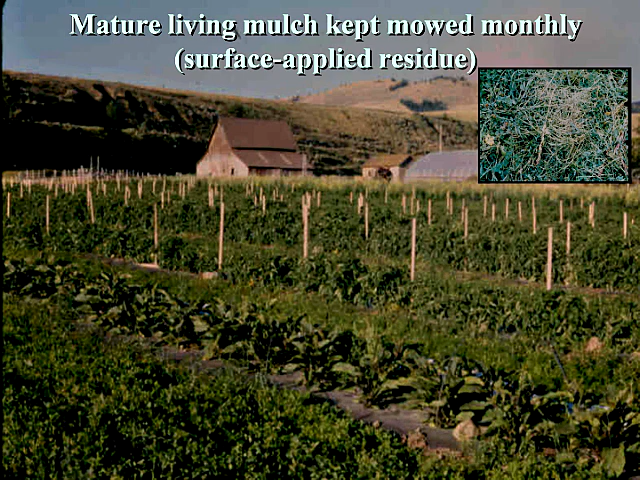 Mature living mulch kept mowed monthly
(surface-applied residue)